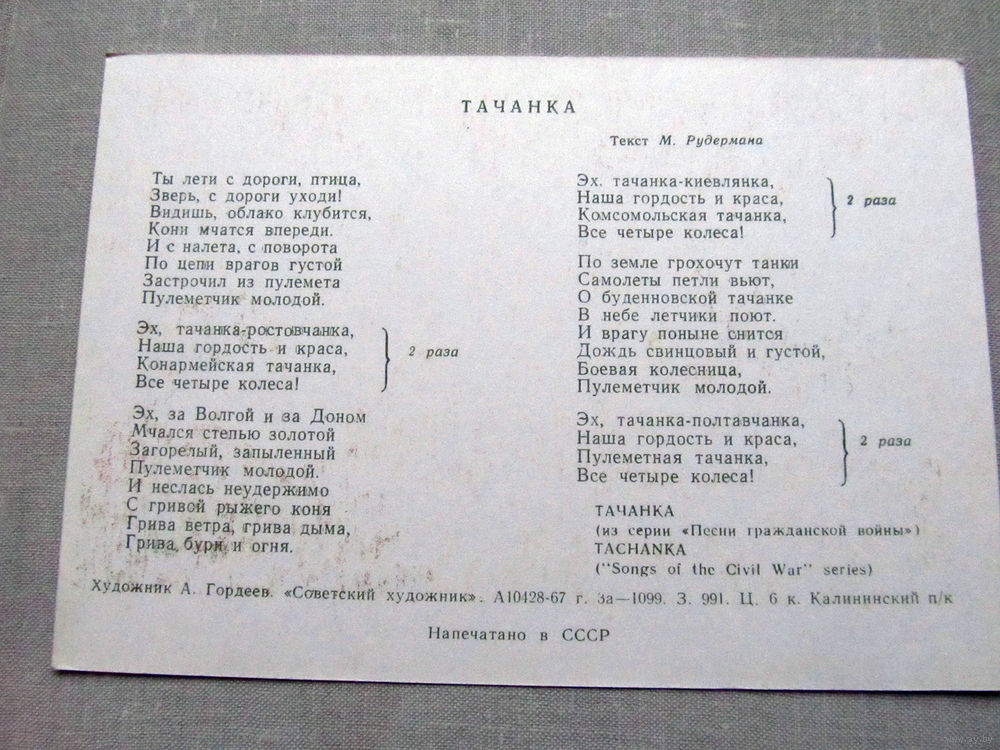 ТАЧАНКА
Текст М. Рудермана
Ты лети с дороги, птица,
Зверь, с дороги уходи!
Видишь, облако клубится,
Кони мчатся впереди.
И с налета, с поворота
По цепи врагов густой
Застрочил из пулемета
Пулеметчик молодой.
Эх, тачанка-ростовчанка,
Наша гордость и краса,
Конармейская тачанка,
Все четыре колеса!
2 раза
Эх, за Волгой и за Доном
Мчался степью золотой
Загорелый, запыленный
Пулеметчик молодой.
И неслась неудержимо
С гривой рыжего коня
Грива ветра, грива дыма,
Грива бури и огня.
Эх. тачанка-киевлянка,
Наша гордость и краса,
Комсомольская тачанка,
Все четыре колеса!
2 раза
По земле грохочут танки
Самолеты петли вьют,
О буденновской тачанке
В небе летчики поют.
И врагу поныне снится
Дождь свинцовый и густой,
Боевая колесница,
Пулеметчик молодой.
Эх, тачанка-полтавчанка,
Наша гордость и краса,
Пулеметная тачанка,
Все четыре колеса!
2 раза
ТАЧАНКА
(из серии «Песни гражданской войны»)
TACHANKA
("Songs of the Civil War" series)
Художник А. Гордеев. «Советский художник». А10428-67 г. За—1099. З. 991. Ц. 6 к. Калининский п/к
Напечатано в СССР
www.ay.by